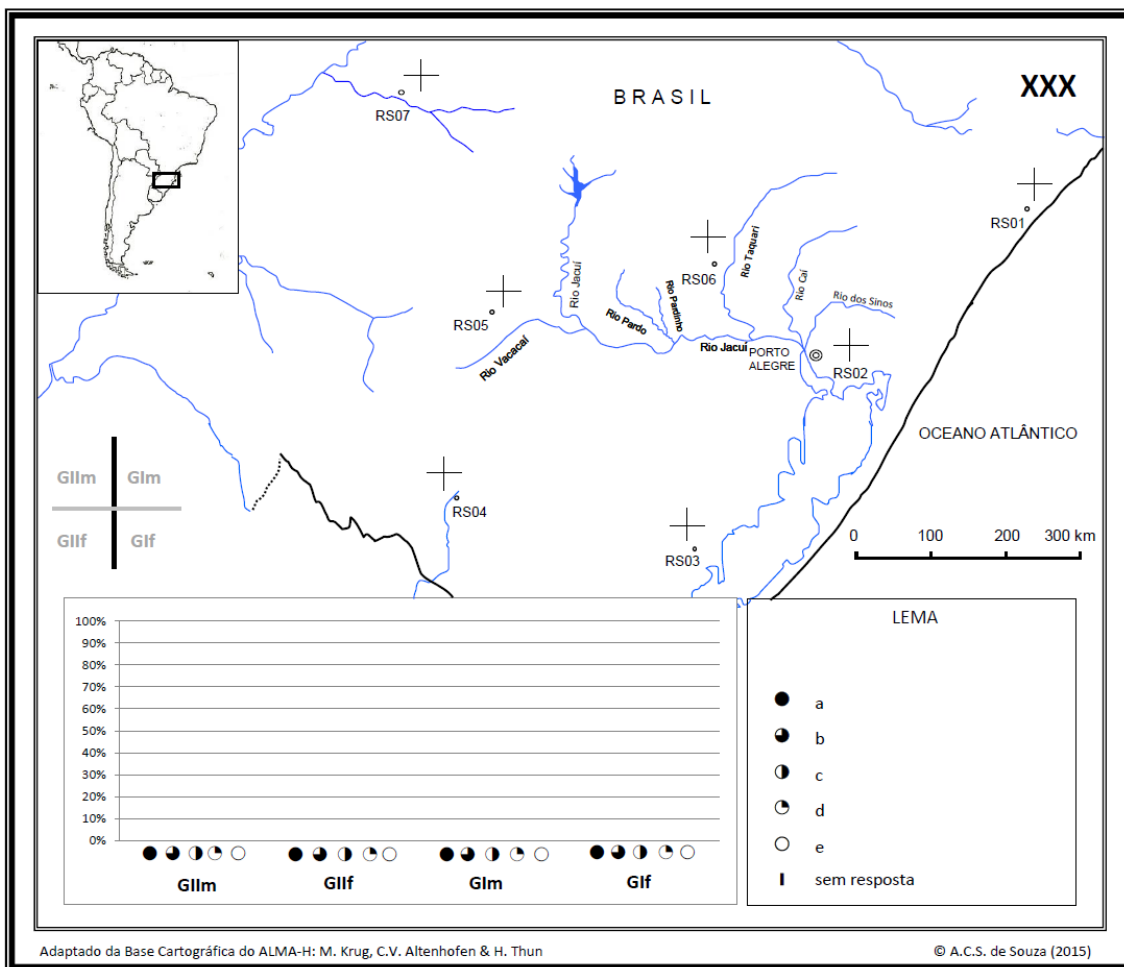 BRASIL
XXX
RS07
RS01
RS06
Rio Taquari
Rio Caí
Rio Jacuí
RS05
Rio Pardinho
Rio dos Sinos
Rio Pardo
Rio Vacacaí
Rio Jacuí
PORTO
ALEGRE
RS02
OCEANO ATLÂNTICO
GIIm
GIm
GIIf
GIf
RS04
RS03
0 100 200 300 km
100%
90%
80%
70%
60%
50%
40%
30%
20%
10%
0%
GIIm GIIf GIm GIf
LEMA
a
b
c
d
e
sem resposta
Adaptado da Base Cartográfica do ALMA-H: M. Krug, C.V. Altenhofen & H. Thun
© A.C.S. de Souza (2015)